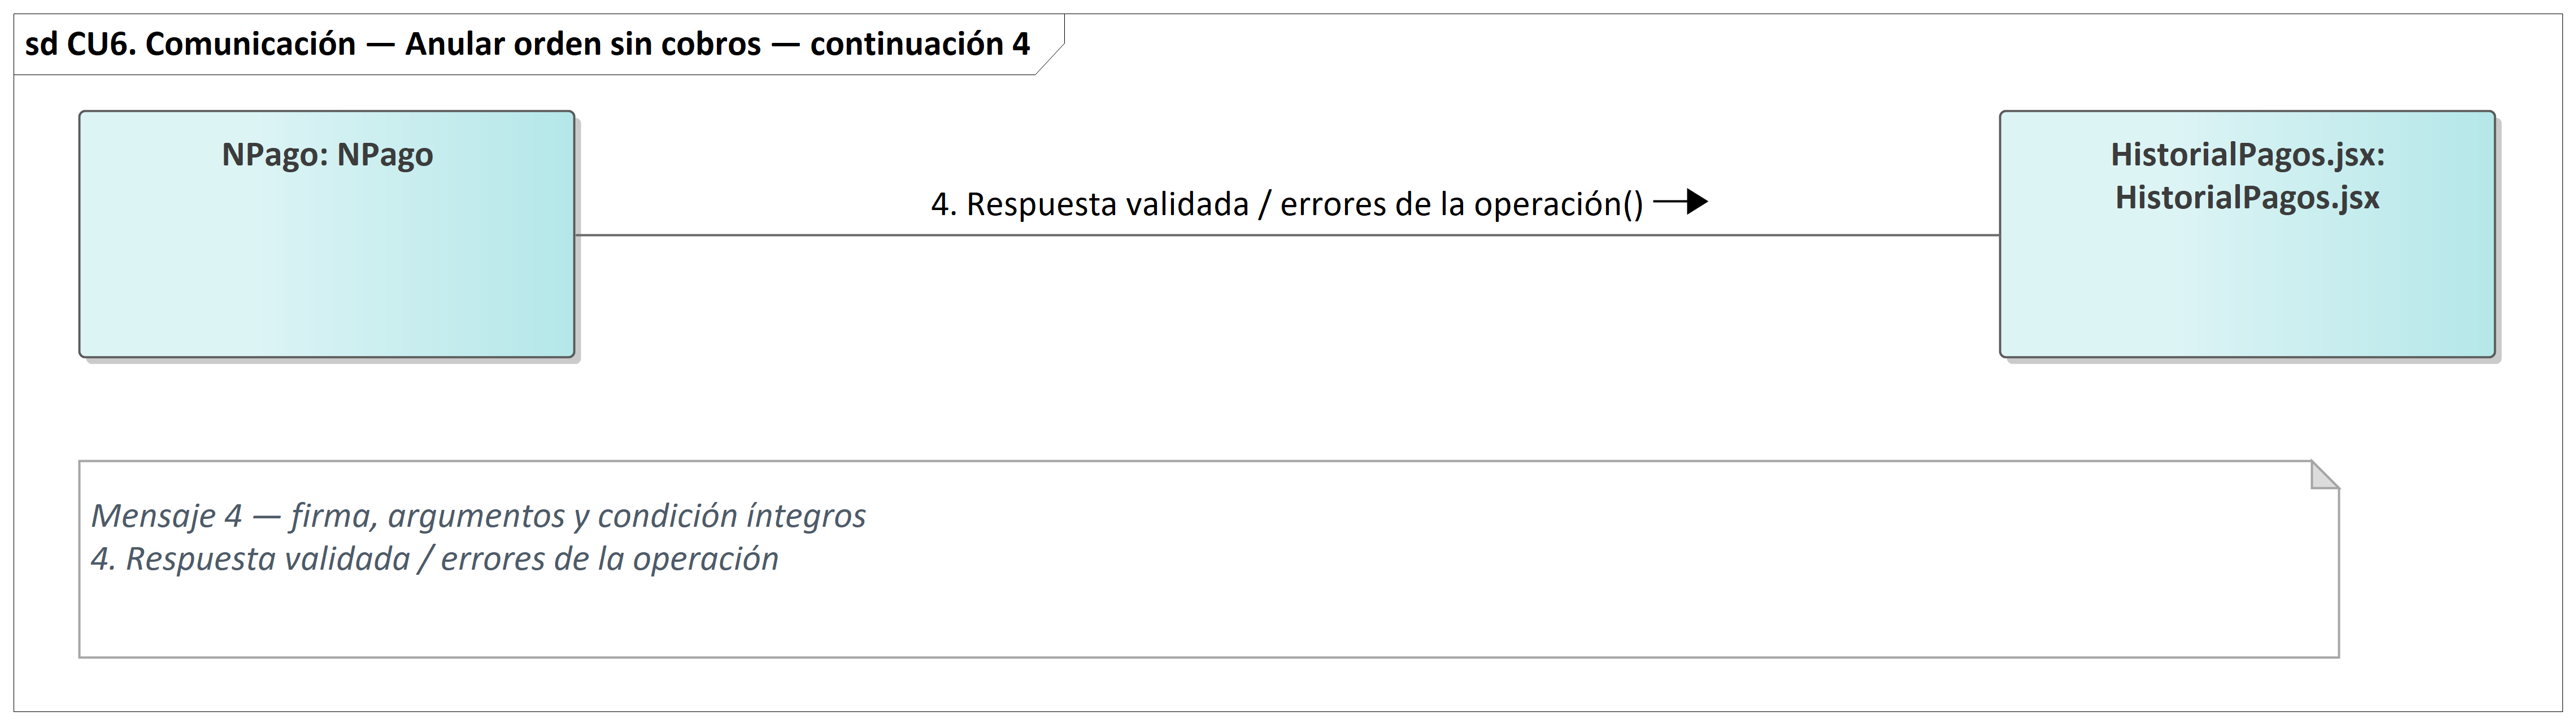 sd CU6. Comunicación — Anular orden sin cobros — continuación 4
NPago: NPago
HistorialPagos.jsx:
HistorialPagos.jsx
4. Respuesta validada / errores de la operación()
Mensaje 4 — firma, argumentos y condición íntegros
4. Respuesta validada / errores de la operación